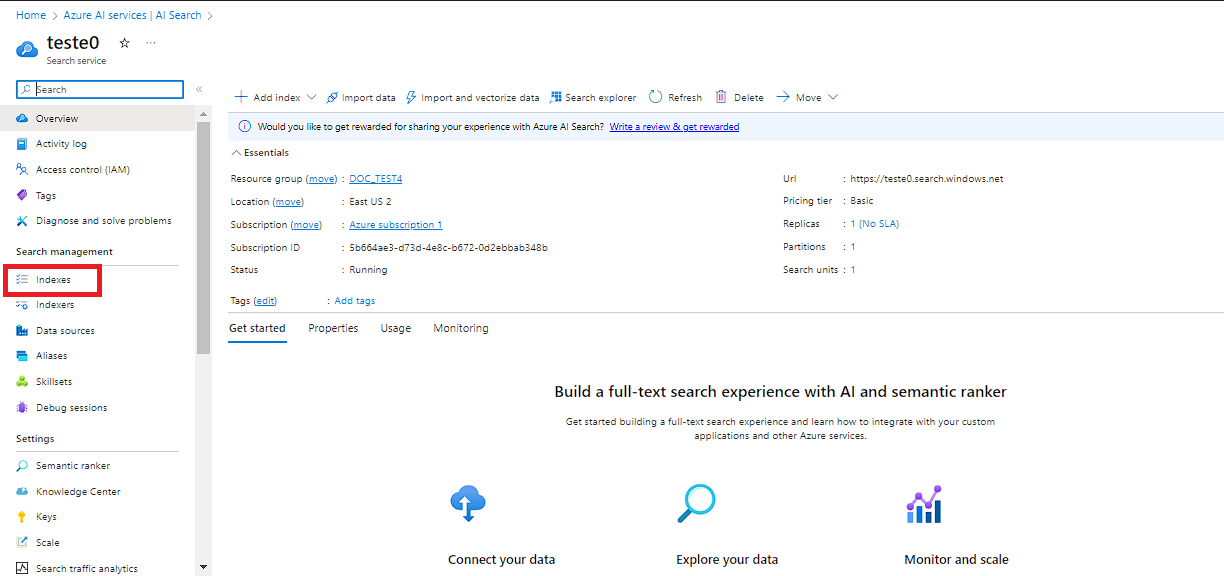 Home > Azure AI services | AI Search >
teste0 ☆ ...
Search service
Search «
Overview
Activity log
Access control (IAM)
Tags
Diagnose and solve problems
Search management
Indexes
Indexers
Data sources
Aliases
Skillsets
Debug sessions
Settings
Semantic ranker
Knowledge Center
Keys
Scale
Search traffic analytics
Add index Import data Import and vectorize data Search explorer Refresh Delete Move
Would you like to get rewarded for sharing your experience with Azure AI Search? Write a review & get rewarded
Essentials
Resource group (move) : DOC_TEST4
Location (move) : East US 2
Subscription (move) : Azure subscription 1
Subscription ID : 5b664ae3-d73d-4e8c-b672-0d2ebbab348b
Status : Running
Url : https://teste0.search.windows.net
Pricing tier : Basic
Replicas : 1 (No SLA)
Partitions : 1
Search units : 1
Tags (edit) : Add tags
Get started Properties Usage Monitoring
Build a full-text search experience with AI and semantic ranker
Get started building a full-text search experience and learn how to integrate with your custom
applications and other Azure services.
Connect your data Explore your data Monitor and scale